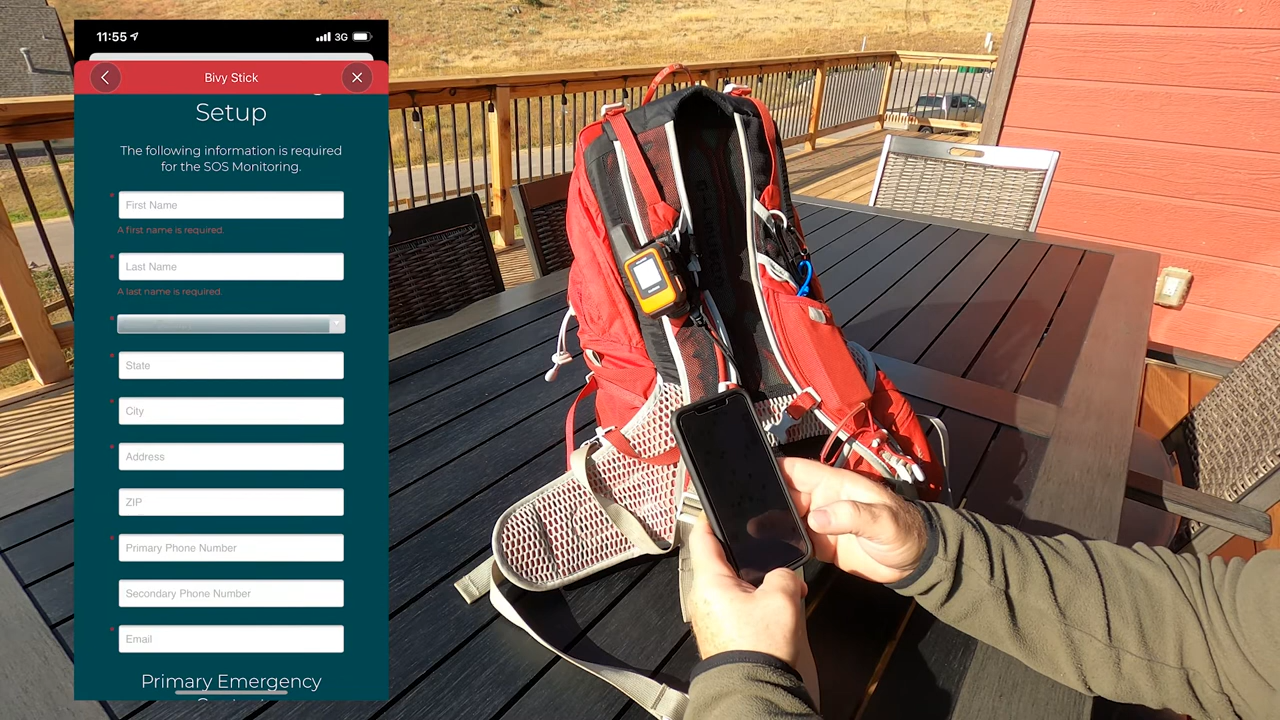 11:55
3G
Bivy Stick
Setup
The following information is required
for the SOS Monitoring.
* First Name
A first name is required.
* Last Name
A last name is required.
*
* State
* City
* Address
* ZIP
* Primary Phone Number
Secondary Phone Number
* Email
Primary Emergency